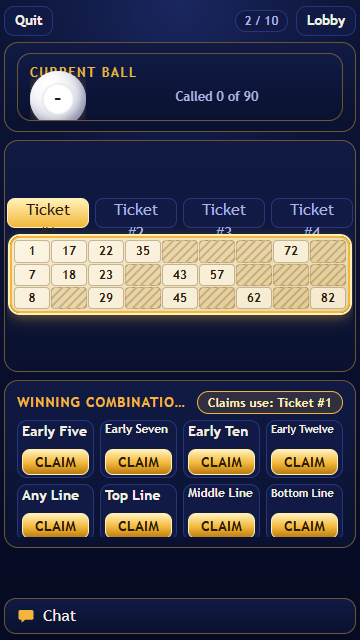 Quit
2 / 10
Lobby
CURRENT BALL
-
Called 0 of 90
Ticket
Ticket #2
Ticket #3
Ticket #4
1 17 22 35 72
7 18 23 43 57
8 29 45 62 82
WINNING COMBINATIO...
Claims use: Ticket #1
Early Five
Early Seven
Early Ten
Early Twelve
CLAIM
CLAIM
CLAIM
CLAIM
Any Line
Top Line
Middle Line
Bottom Line
CLAIM
CLAIM
CLAIM
CLAIM
Chat